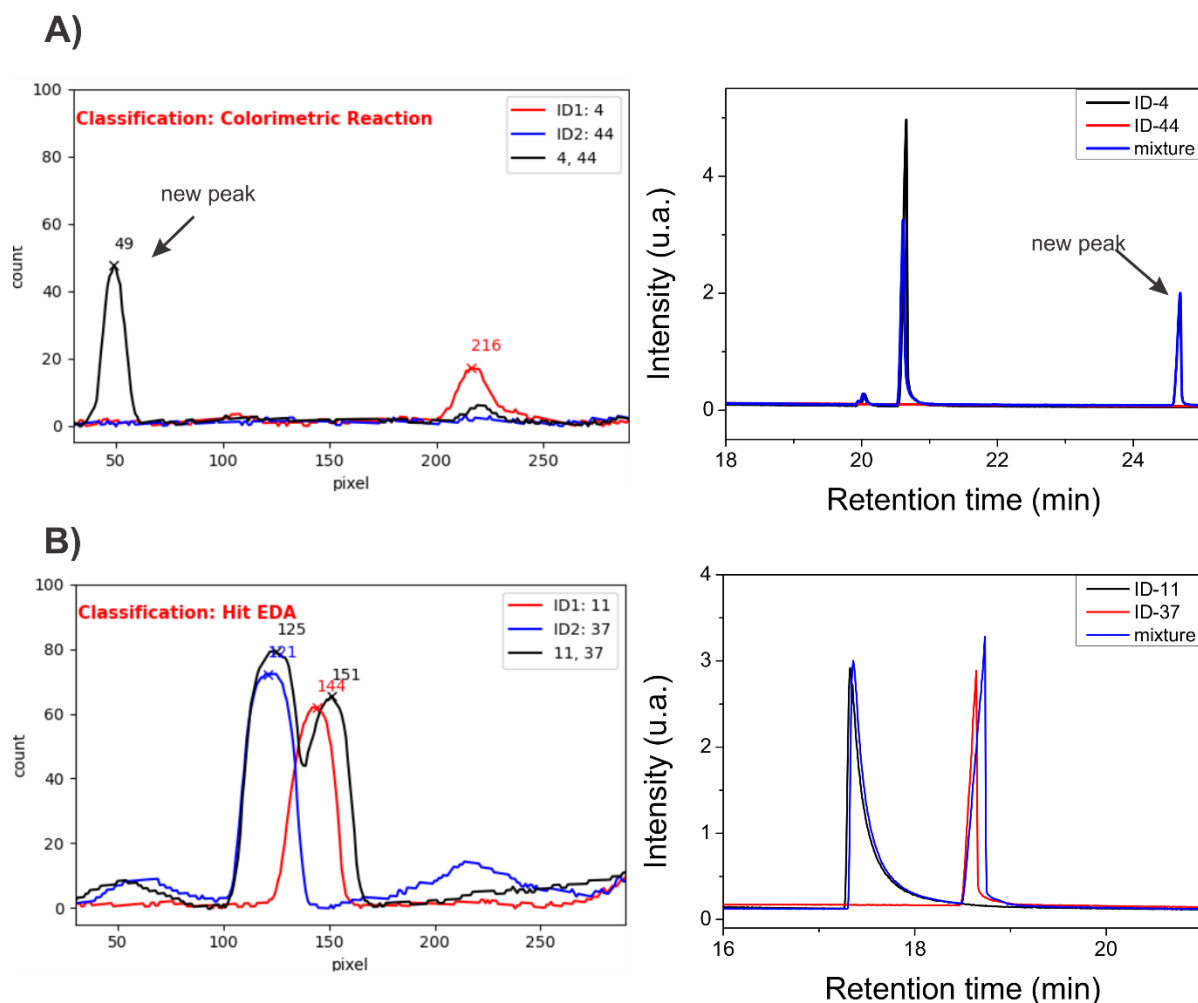 A)
100
80
60
40
20
0
count
Classification: Colorimetric Reaction
ID1: 4
ID2: 44
4, 44
new peak
49
216
50 100 150 200 250
pixel
4
2
0
Intensity (u.a.)
ID-4
ID-44
mixture
new peak
18 20 22 24
Retention time (min)
B)
100
80
60
40
20
0
count
Classification: Hit EDA
ID1: 11
ID2: 37
11, 37
125
121
151
144
50 100 150 200 250
pixel
4
3
2
1
0
Intensity (u.a.)
ID-11
ID-37
mixture
16 18 20
Retention time (min)